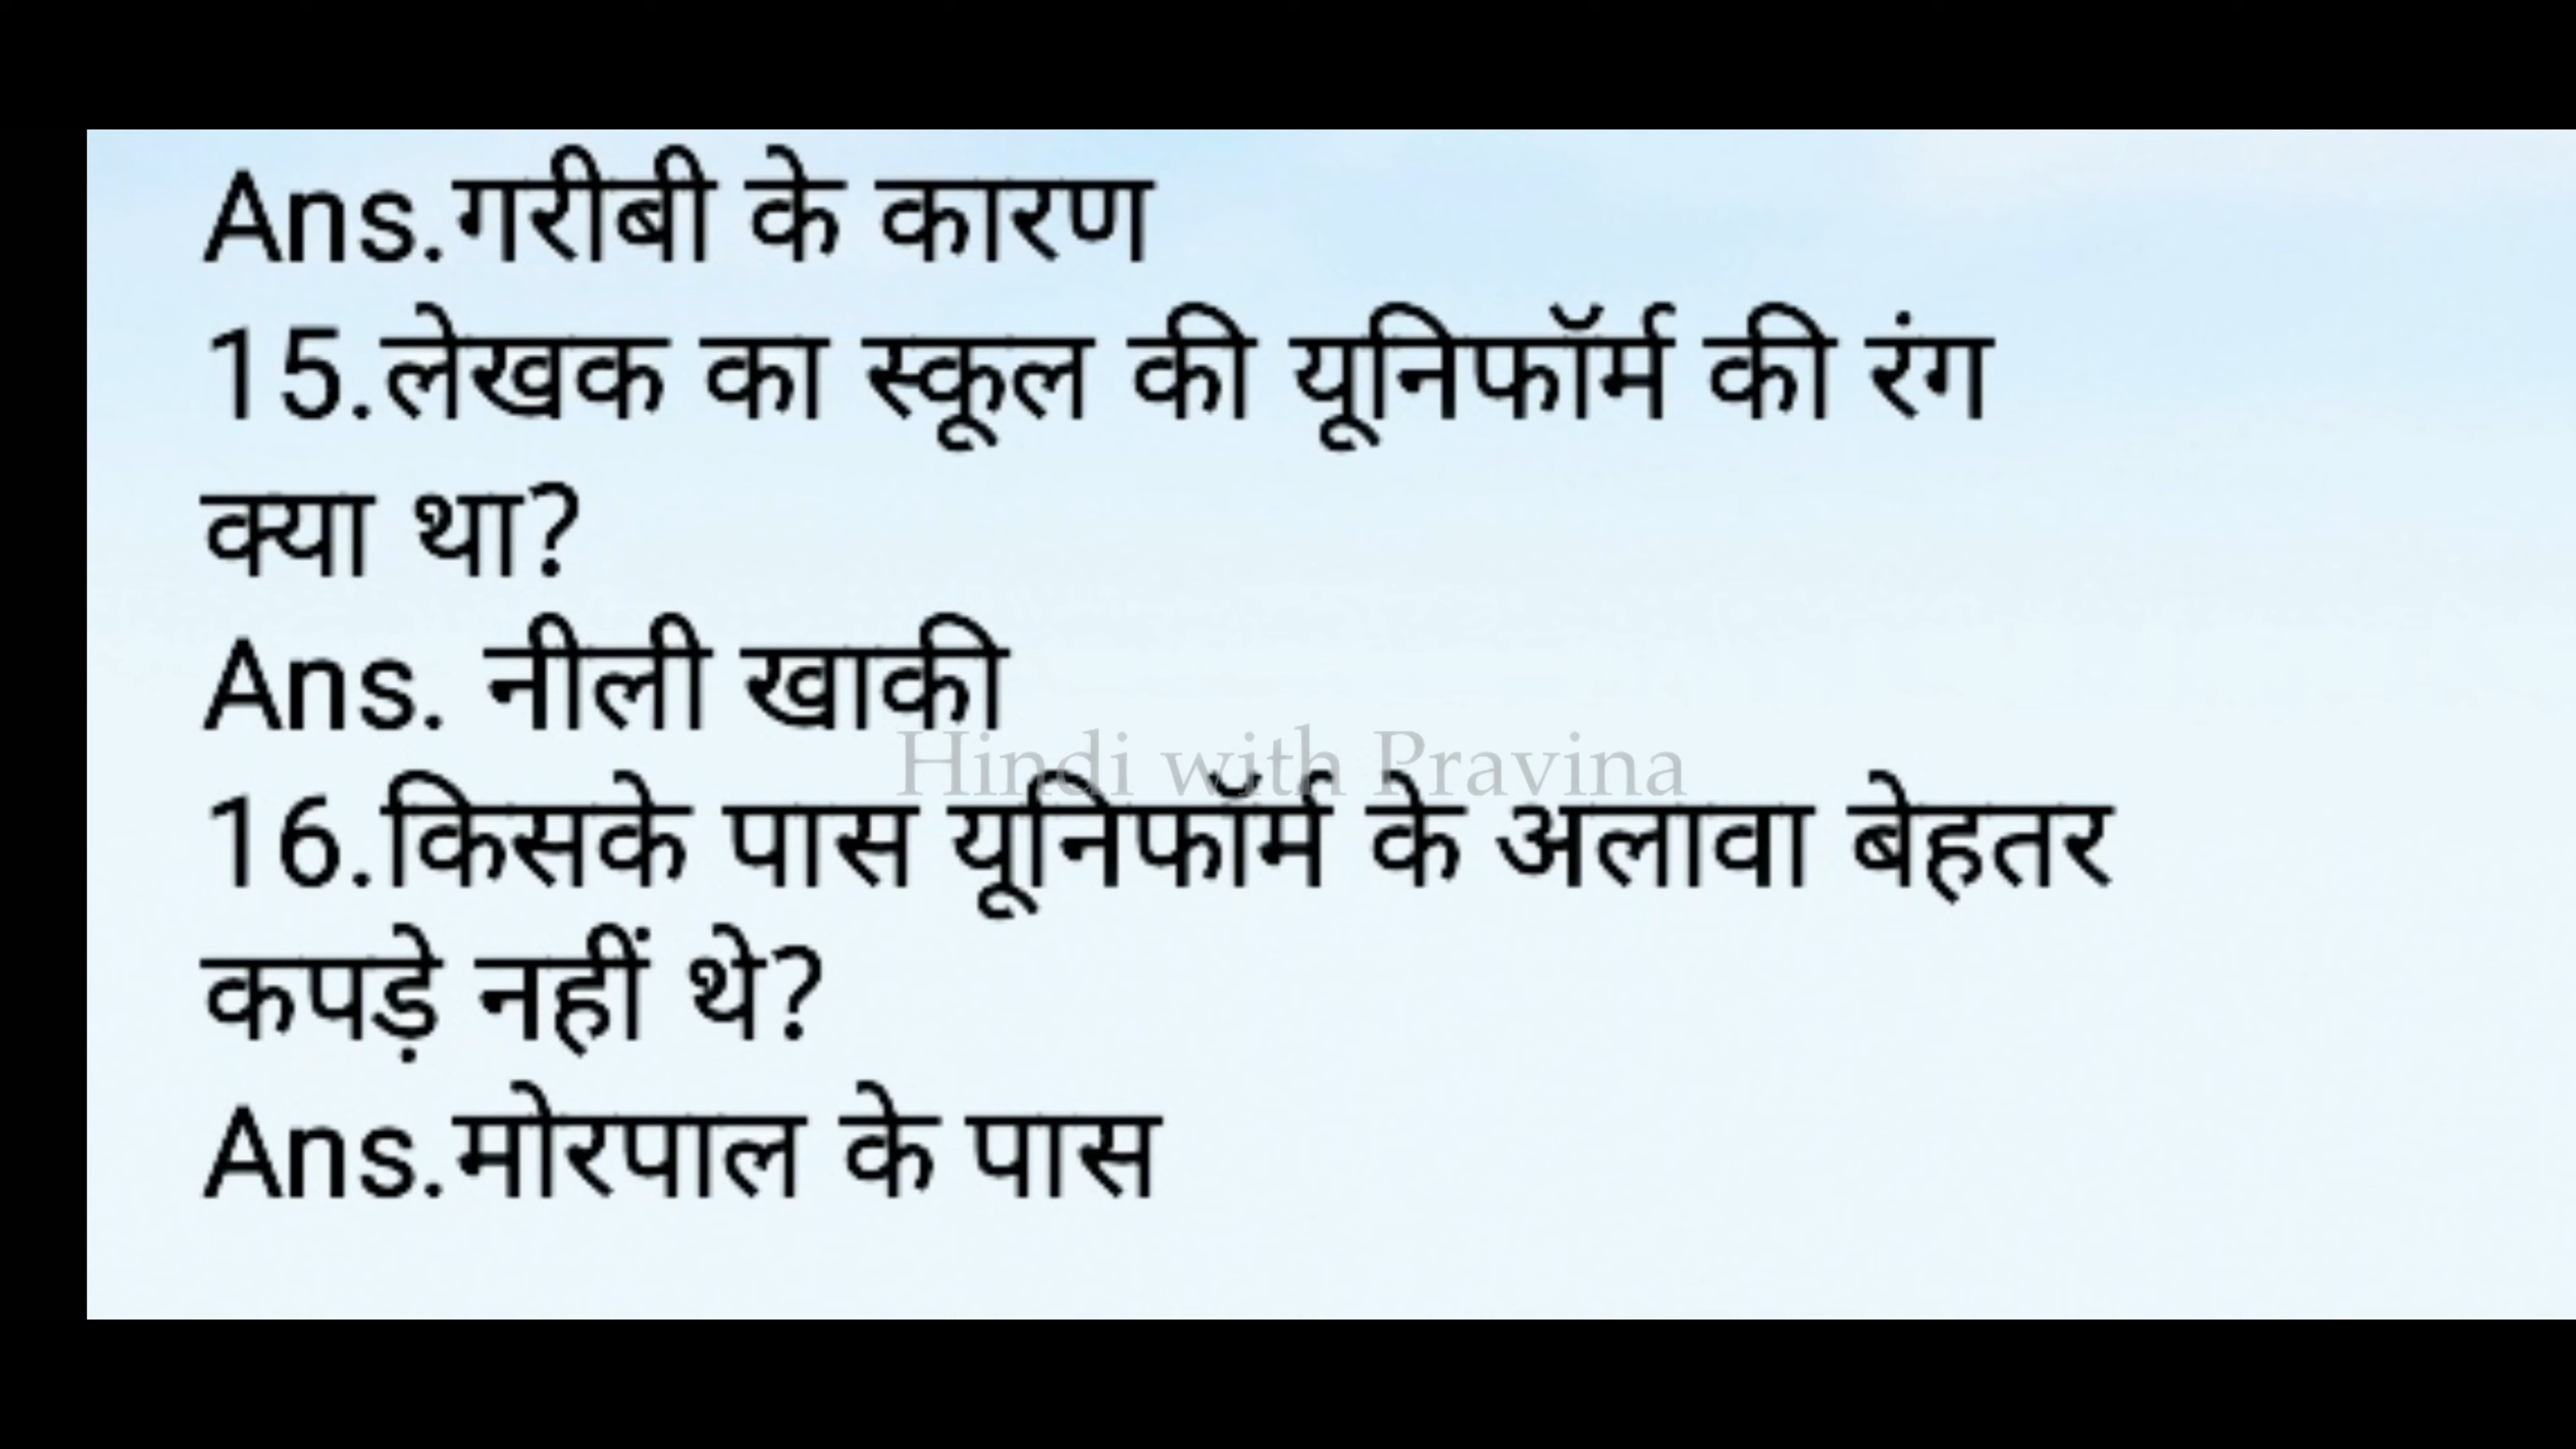 Ans.गरीबी के कारण
15.लेखक का स्कूल की यूनिफॉर्म की रंग
क्या था?
Ans. नीली खाकी
Hindi with Pravina
16.किसके पास यूनिफॉर्म के अलावा बेहतर
कपड़े नहीं थे?
Ans.मोरपाल के पास